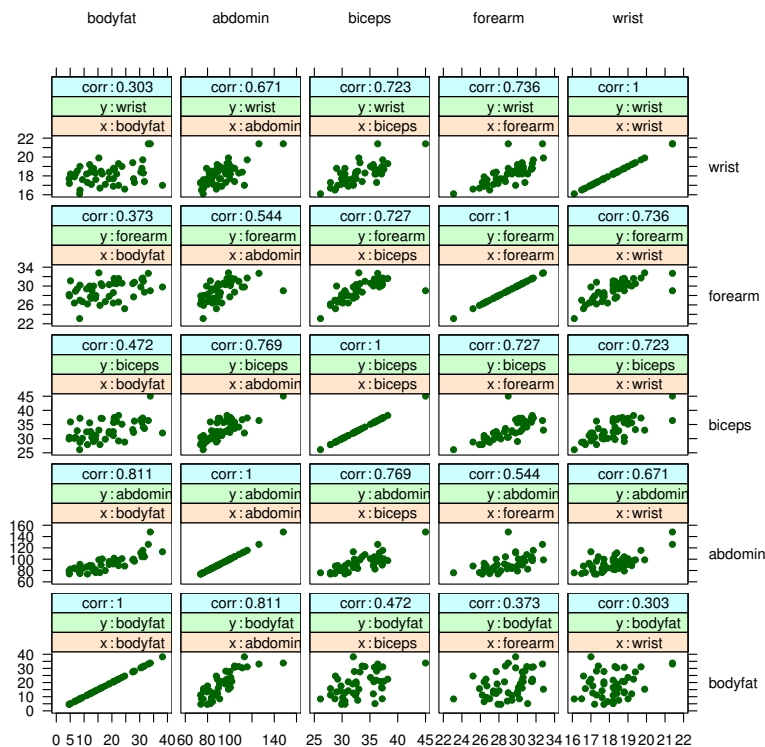 bodyfat abdomin biceps forearm wrist
corr:0.303 corr:0.671 corr:0.723 corr:0.736 corr:1
y:wrist y:wrist y:wrist y:wrist y:wrist
x:bodyfat x:abdomin x:biceps x:forearm x:wrist
22
20
18
16
wrist
corr:0.373 corr:0.544 corr:0.727 corr:1 corr:0.736
y:forearm y:forearm y:forearm y:forearm y:forearm
x:bodyfat x:abdomin x:biceps x:forearm x:wrist
34
28
26
22
forearm
corr:0.472 corr:0.769 corr:1 corr:0.727 corr:0.723
y:biceps y:biceps y:biceps y:biceps y:biceps
x:bodyfat x:abdomin x:biceps x:forearm x:wrist
45
40
35
30
25
biceps
corr:0.811 corr:1 corr:0.769 corr:0.544 corr:0.671
y:abdomin y:abdomin y:abdomin y:abdomin y:abdomin
x:bodyfat x:abdomin x:biceps x:forearm x:wrist
160
140
100
80
60
abdomin
corr:1 corr:0.811 corr:0.472 corr:0.373 corr:0.303
y:bodyfat y:bodyfat y:bodyfat y:bodyfat y:bodyfat
x:bodyfat x:abdomin x:biceps x:forearm x:wrist
40
30
20
10
0
bodyfat
0 5 10 20 30 40 60 80 100 140 25 30 35 40 45 22 24 26 28 30 32 34 16 17 18 19 20 21 22